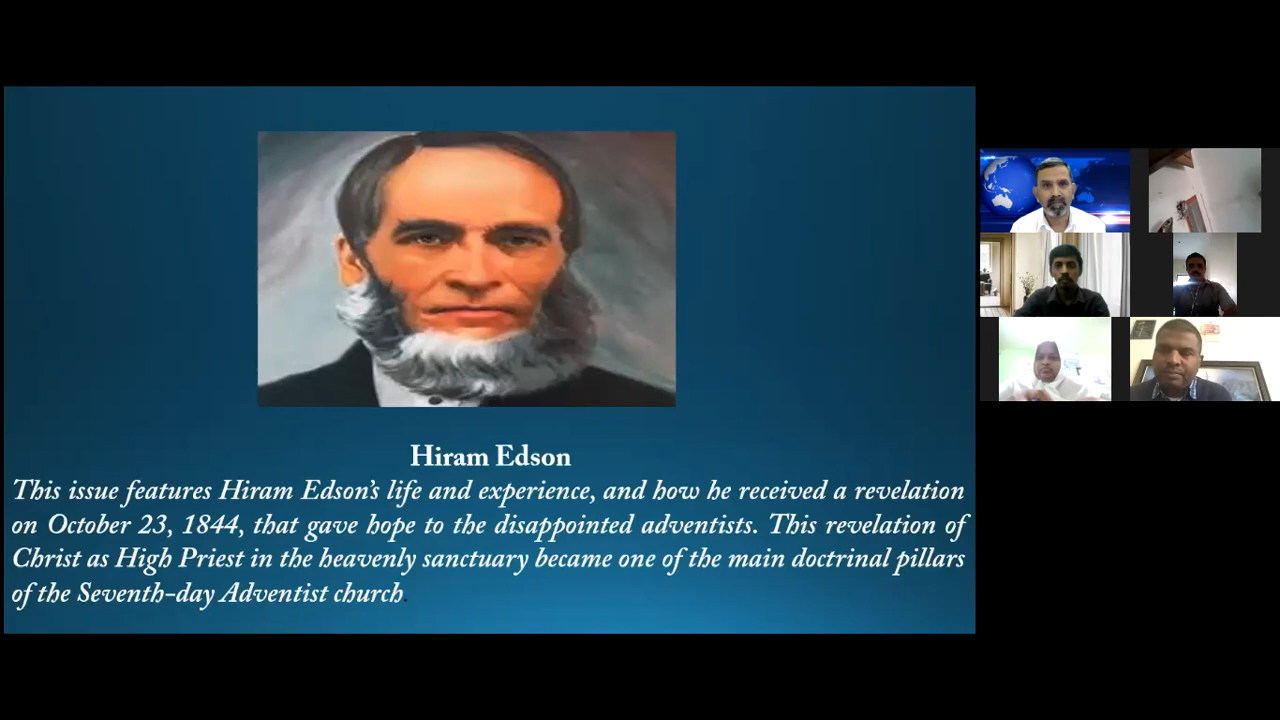 Hiram Edson
This issue features Hiram Edson's life and experience, and how he received a revelation
on October 23, 1844, that gave hope to the disappointed adventists. This revelation of
Christ as High Priest in the heavenly sanctuary became one of the main doctrinal pillars
of the Seventh-day Adventist church.